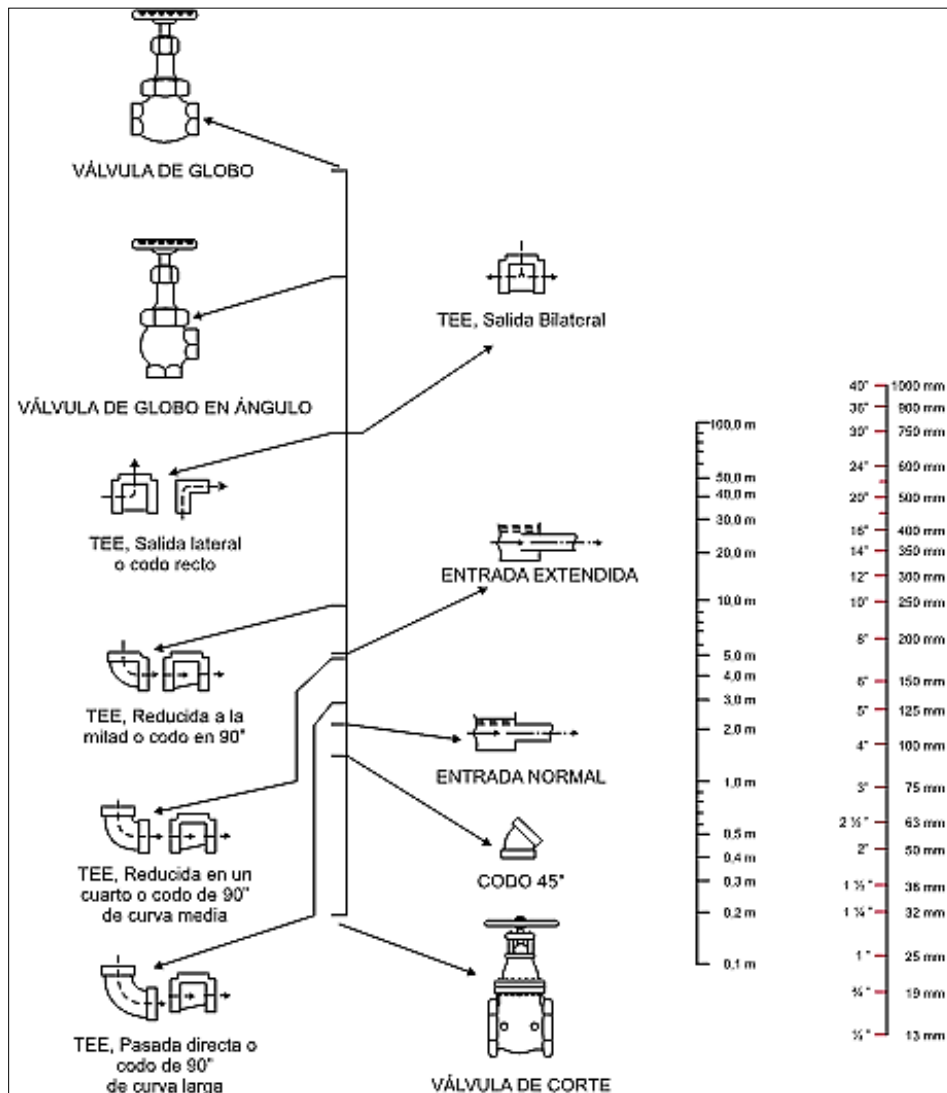 VÁLVULA DE GLOBO
VÁLVULA DE GLOBO EN ÁNGULO
TEE, Salida lateral
o codo recto
TEE, Reducida a la
mitad o codo en 90°
TEE, Reducida en un
cuarto o codo de 90°
de curva media
TEE, Pasada directa o
codo de 90°
de curva larga
TEE, Salida Bilateral
ENTRADA EXTENDIDA
ENTRADA NORMAL
CODO 45°
VÁLVULA DE CORTE
100,0 m
50,0 m
40,0 m
30,0 m
20,0 m
10,0 m
5,0 m
4,0 m
3,0 m
2,0 m
1,0 m
0,5 m
0,4 m
0,3 m
0,2 m
0,1 m
40" 1000 mm
36" 900 mm
30" 750 mm
24" 600 mm
20" 500 mm
16" 400 mm
14" 350 mm
12" 300 mm
10" 250 mm
8" 200 mm
6" 150 mm
5" 125 mm
4" 100 mm
3" 75 mm
2 ½" 63 mm
2" 50 mm
1 ½" 38 mm
1 ¼" 32 mm
1" 25 mm
¾" 19 mm
½" 13 mm